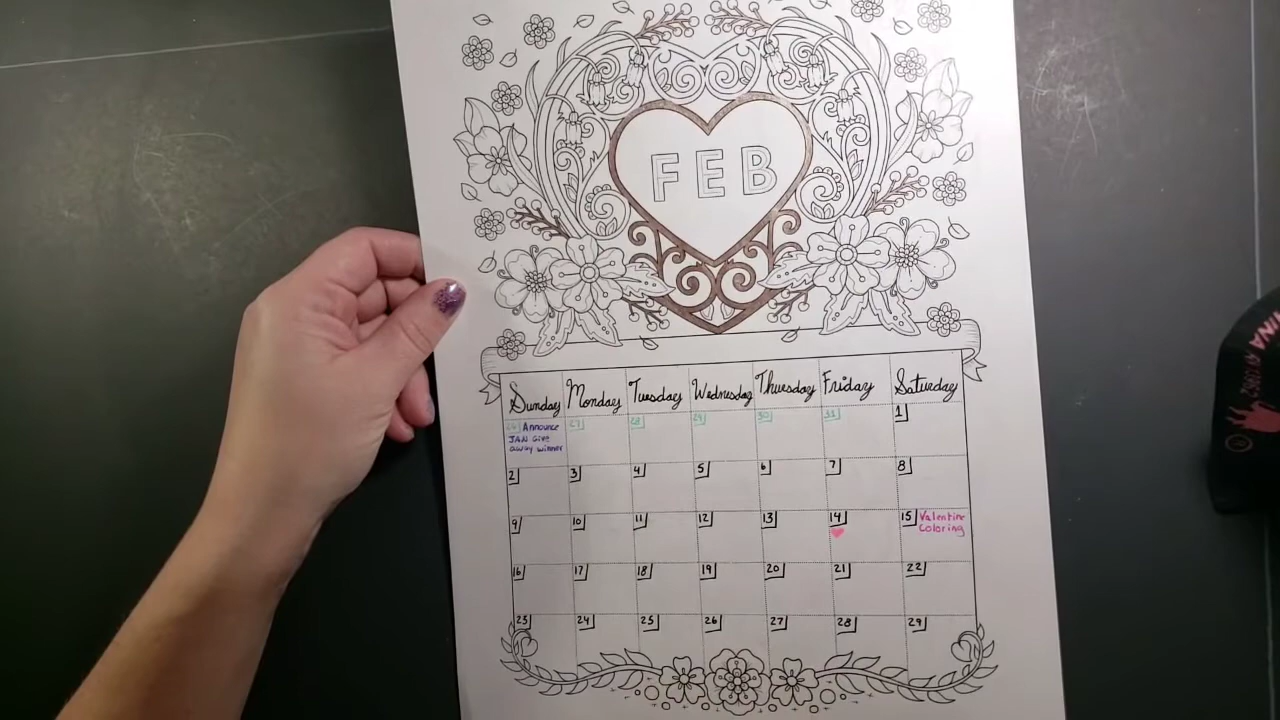 FEB
Sunday Monday Tuesday Wednesday Thursday Friday Saturday
26 Announce 27 28 29 30 31 1
JAN Give
away winner
2 3 4 5 6 7 8
9 10 11 12 13 14 15 Valentine
Coloring
16 17 18 19 20 21 22
23 24 25 26 27 28 29